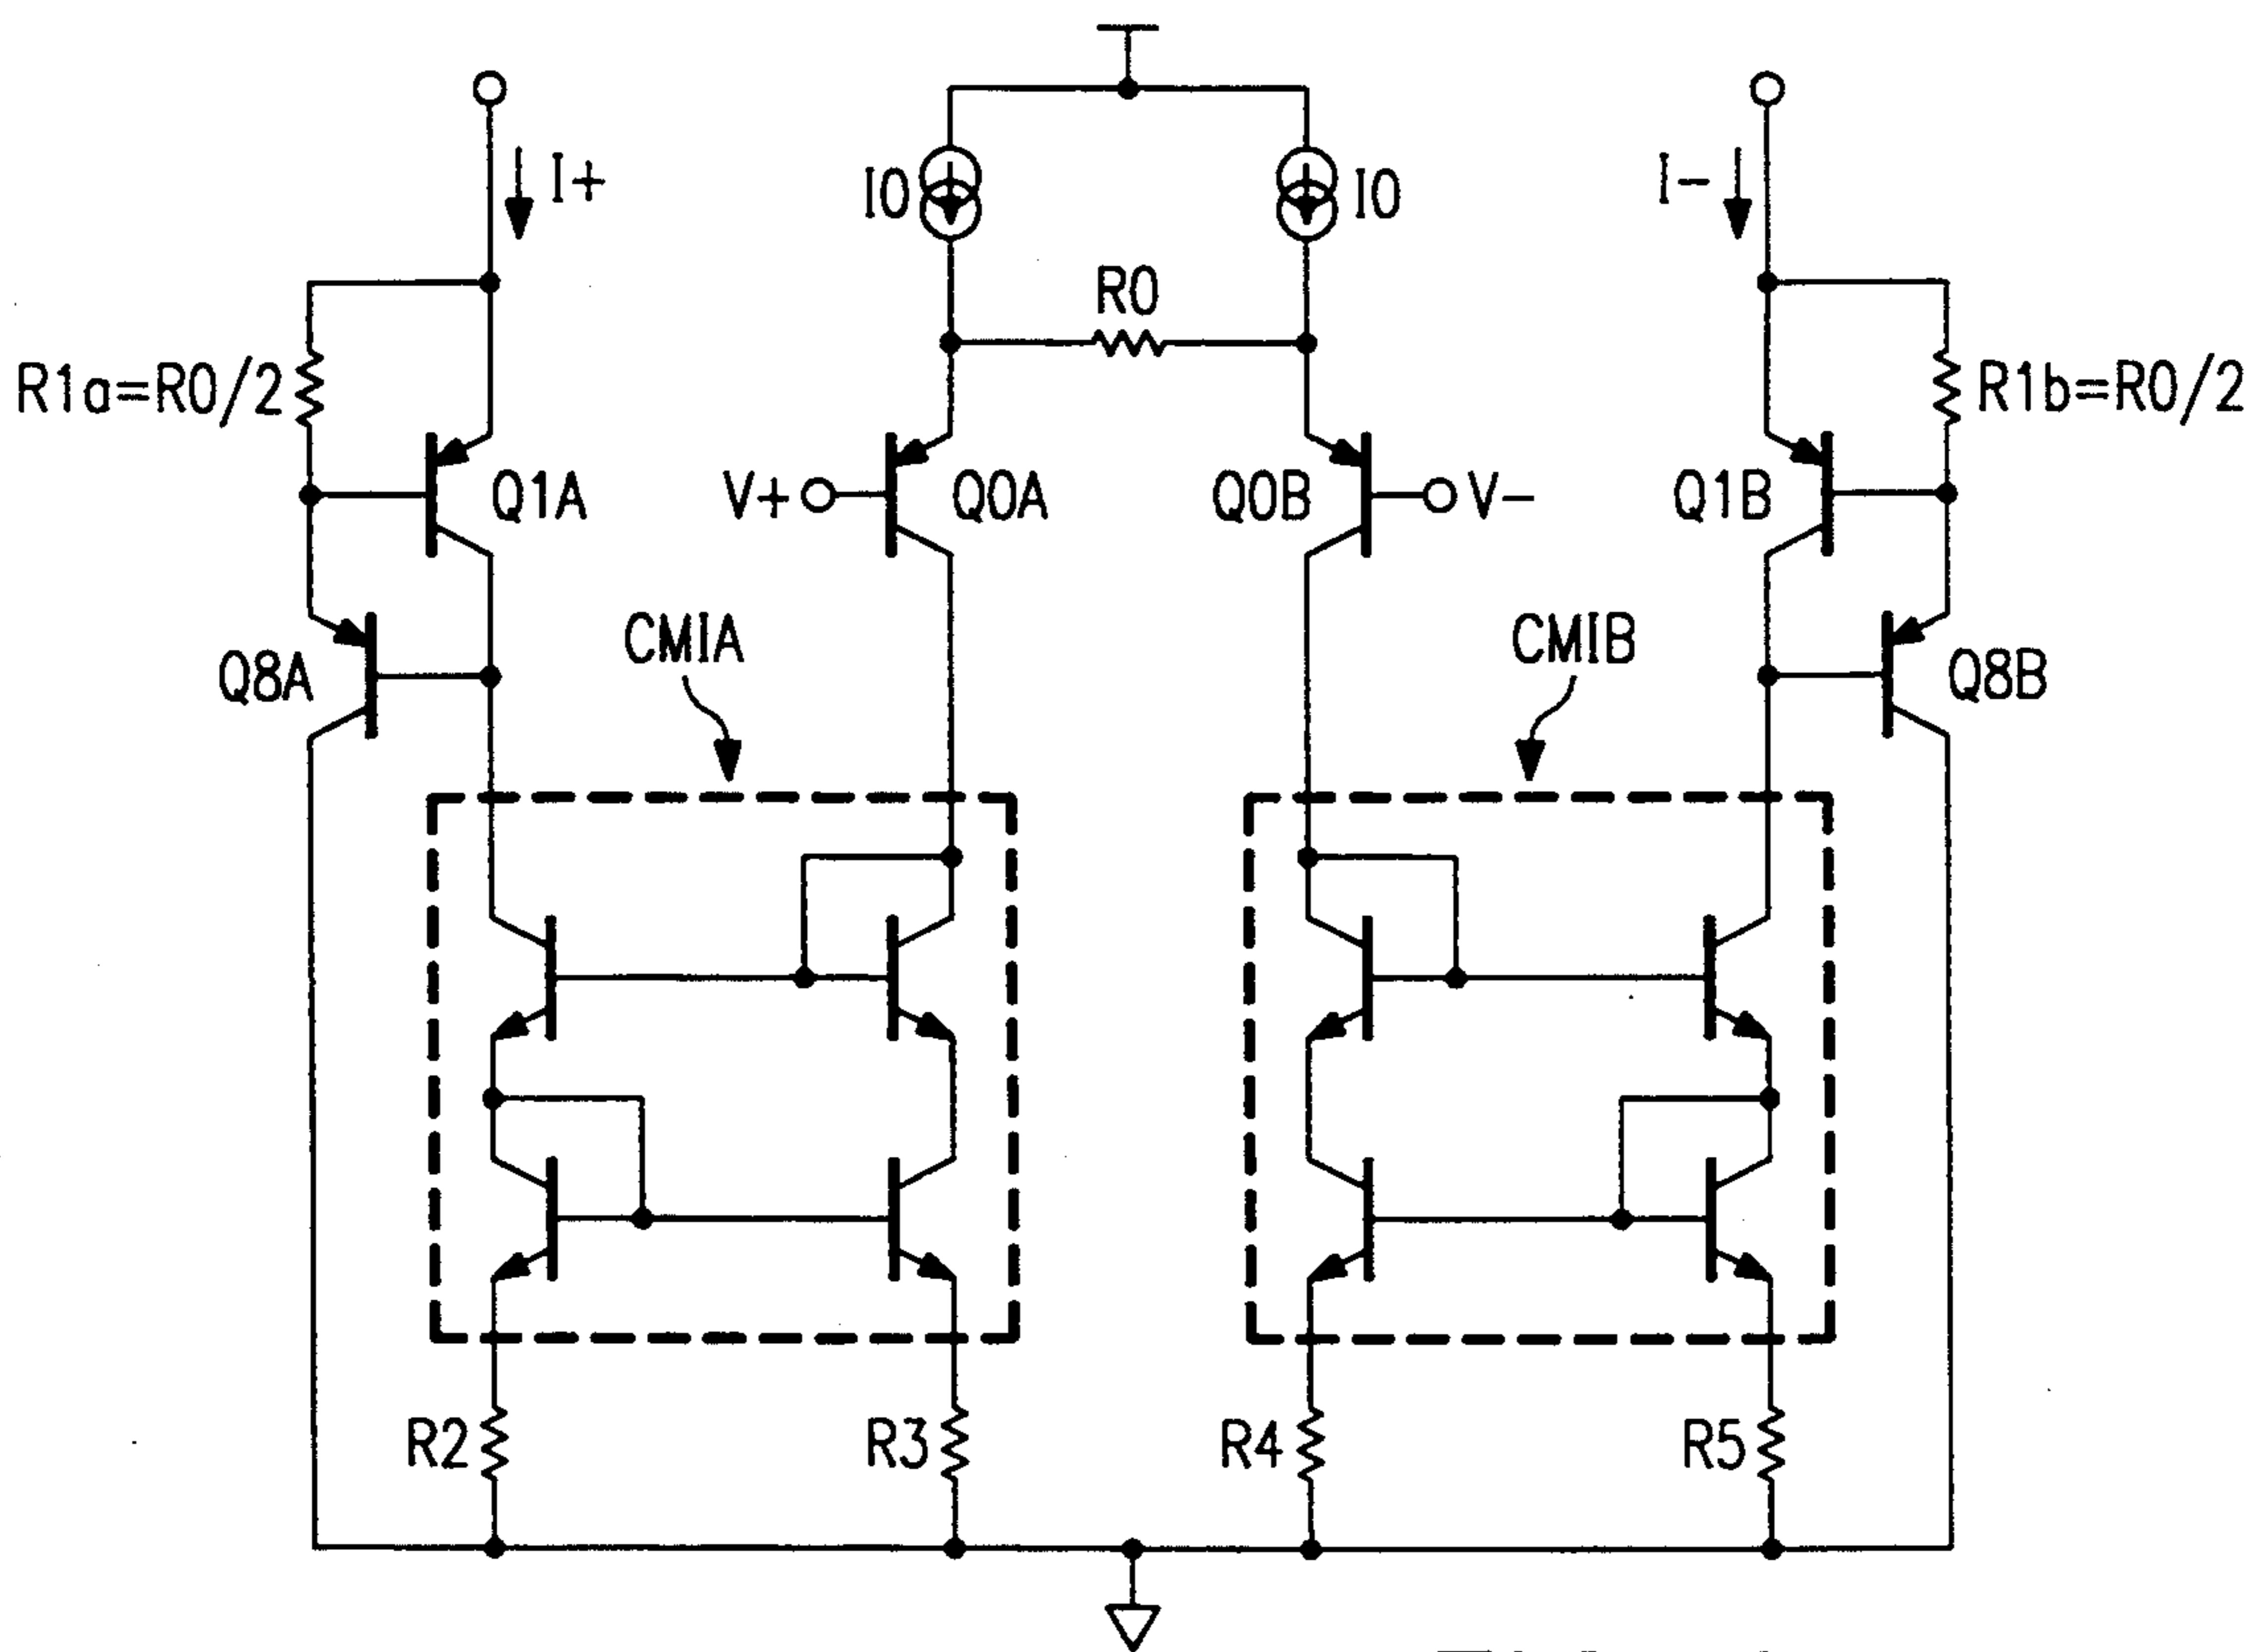 I+
I0
I0
I-
R0
R1a=R0/2
R1b=R0/2
Q1A
V+
Q0A
Q0B
V-
Q1B
CMIA
CMIB
Q8A
Q8B
R2
R3
R4
R5